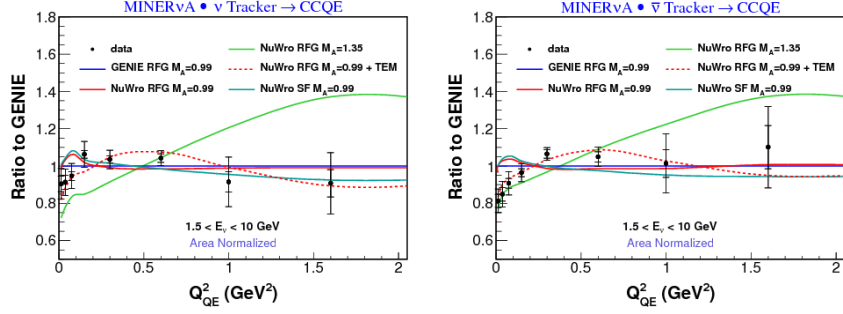 MINERνA ● ν Tracker → CCQE
Ratio to GENIE
1.8
1.6
1.4
1.2
1
0.8
0.6
data
GENIE RFG M_A=0.99
NuWro RFG M_A=0.99
NuWro RFG M_A=1.35
NuWro RFG M_A=0.99 + TEM
NuWro SF M_A=0.99
1.5 < E_ν < 10 GeV
Area Normalized
0 0.5 1 1.5 2
Q²_QE (GeV²)
MINERνA ● ν̅ Tracker → CCQE
Ratio to GENIE
1.8
1.6
1.4
1.2
1
0.8
0.6
data
GENIE RFG M_A=0.99
NuWro RFG M_A=0.99
NuWro RFG M_A=1.35
NuWro RFG M_A=0.99 + TEM
NuWro SF M_A=0.99
1.5 < E_ν < 10 GeV
Area Normalized
0 0.5 1 1.5 2
Q²_QE (GeV²)